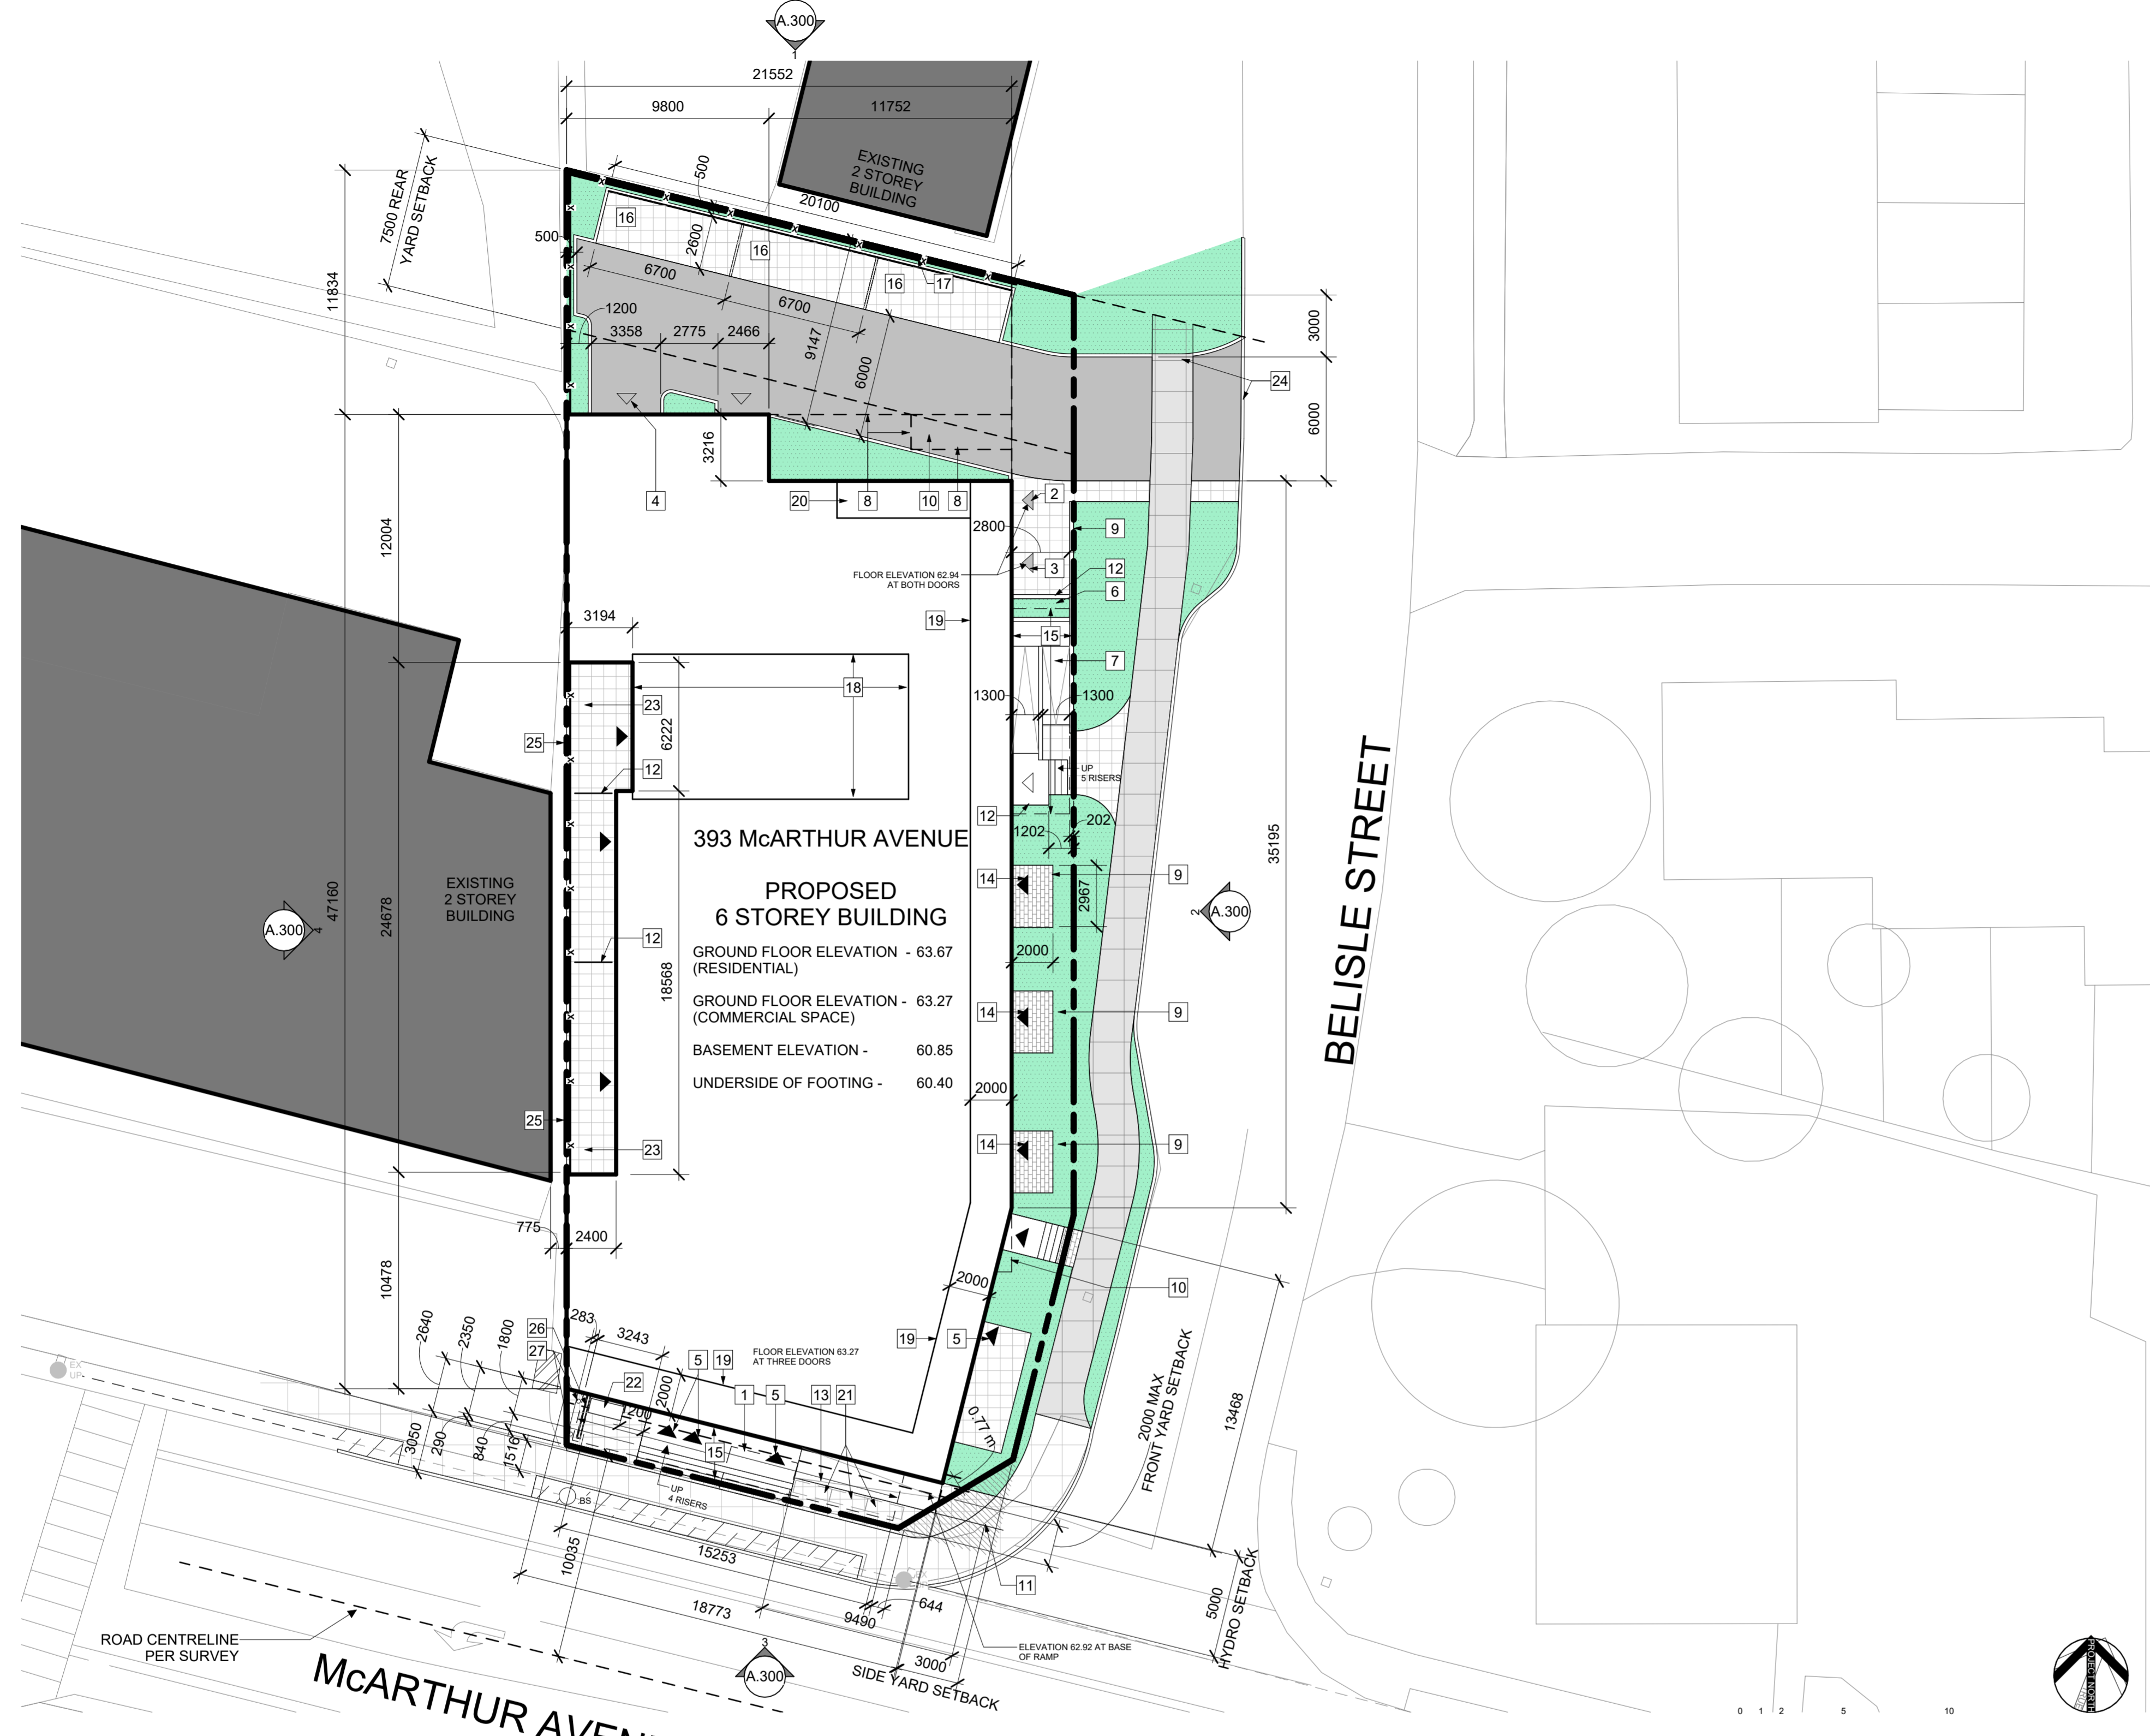 A.300
1
21552
9800
11752
EXISTING
2 STOREY
BUILDING
7500 REAR
YARD SETBACK
500
20100
16
2600
16
500
6700
16
17
11834
6700
1200
3358
2775
2466
9147
6000
3000
24
6000
3216
4
20
8
10
8
2
2800
9
12004
FLOOR ELEVATION 62.94
AT BOTH DOORS
3
12
6
3194
19
15
7
18
23
1300
1300
6222
25
12
UP
5 RISERS
12
202
1202
393 McARTHUR AVENUE
35195
BELISLE STREET
EXISTING
2 STOREY
BUILDING
PROPOSED
6 STOREY BUILDING
14
9
2967
A.300
2
A.300
4
47160
24678
12
GROUND FLOOR ELEVATION - 63.67
(RESIDENTIAL)
2000
18568
GROUND FLOOR ELEVATION - 63.27
(COMMERCIAL SPACE)
14
9
BASEMENT ELEVATION - 60.85
UNDERSIDE OF FOOTING - 60.40
2000
25
23
14
9
775
2400
10478
2000
10
2640
2350
1800
26
27
283
3243
FLOOR ELEVATION 63.27
AT THREE DOORS
19
5
EX
UP
5
19
22
2000
1
5
13
21
1200
0.77 m
2000 MAX
FRONT YARD SETBACK
13468
3050
290
840
1516
15
UP
4 RISERS
BS
10035
15253
EX
11
18773
9490
644
5000
HYDRO SETBACK
ROAD CENTRELINE
PER SURVEY
3
A.300
ELEVATION 62.92 AT BASE
OF RAMP
3000
SIDE YARD SETBACK
McARTHUR
PROJECT NORTH
TRUE
0 1 2 5 10